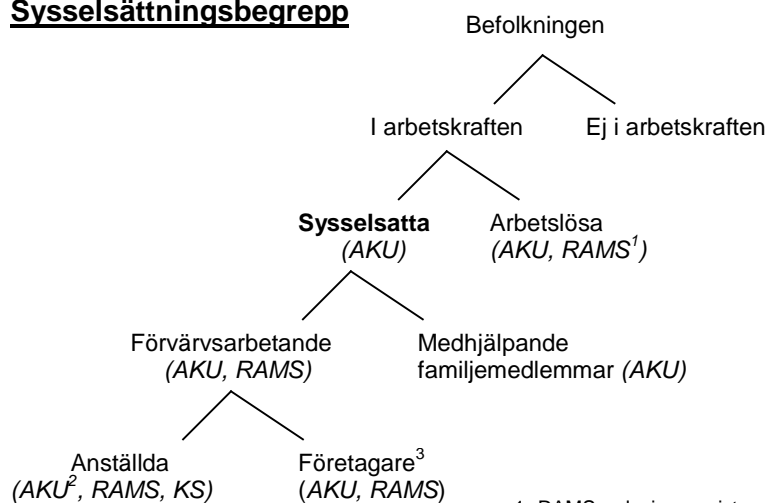 Sysselsättningsbegrepp
Befolkningen
I arbetskraften Ej i arbetskraften
Sysselsatta Arbetslösa
(AKU) (AKU, RAMS¹)
Förvärvsarbetande Medhjälpande
(AKU, RAMS) familjemedlemmar (AKU)
Anställda Företagare³
(AKU², RAMS, KS) (AKU, RAMS)